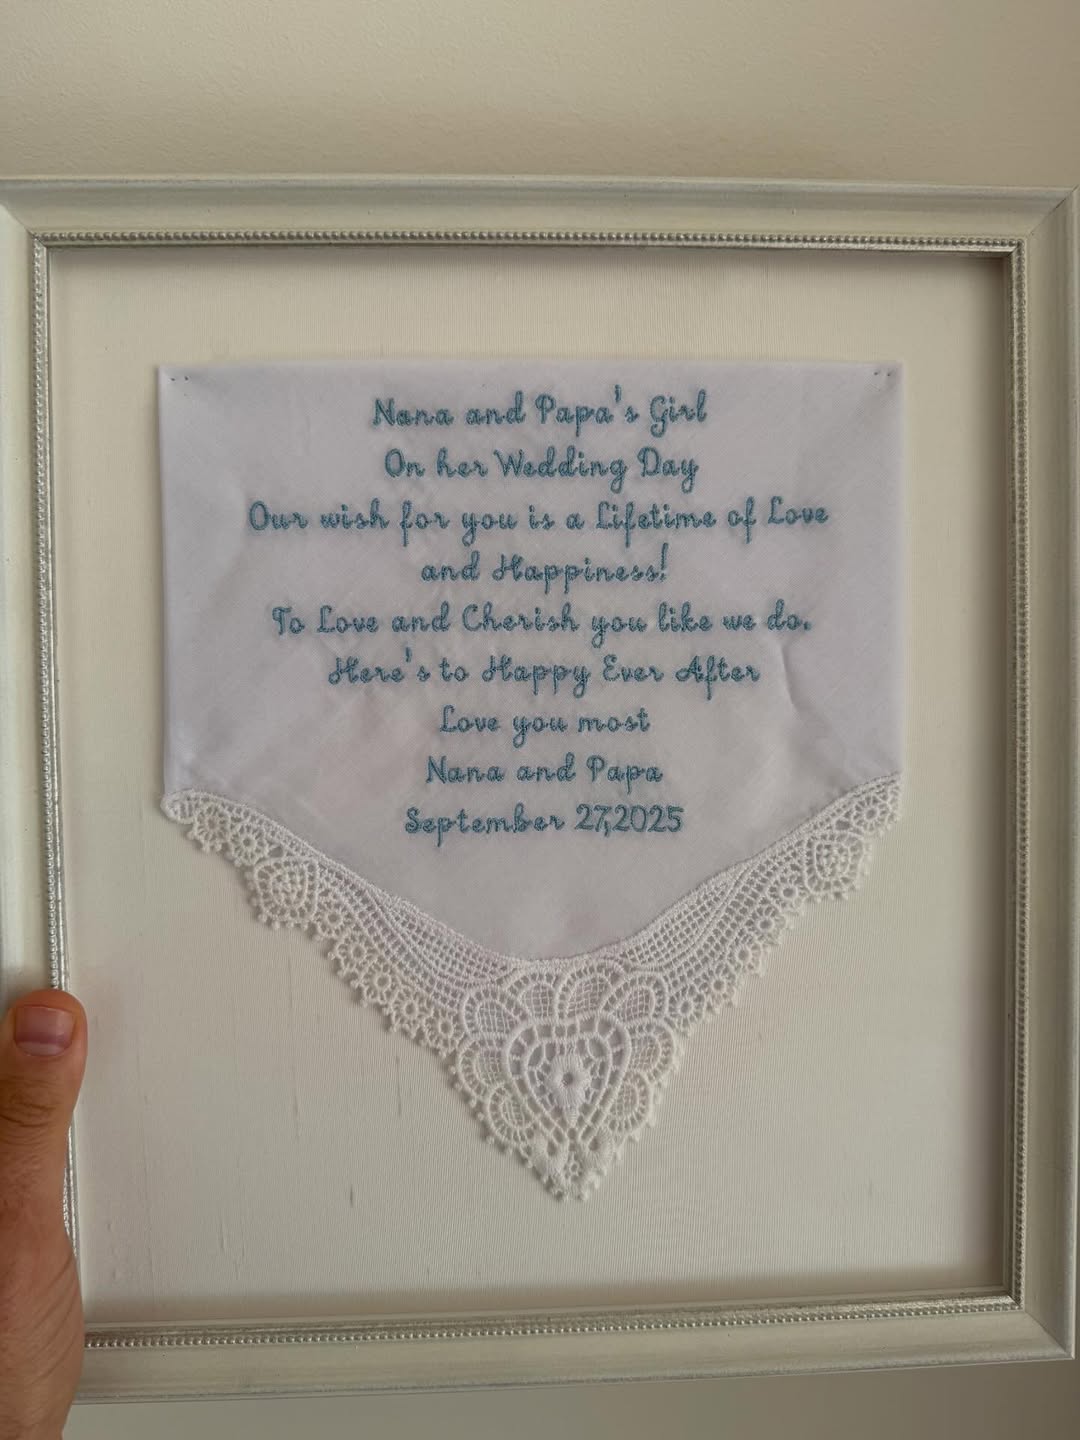 Nana and Papa's Girl
On her Wedding Day
Our wish for you is a Lifetime of Love
and Happiness!
To Love and Cherish you like we do.
Here's to Happy Ever After
Love you most
Nana and Papa
September 27,2025